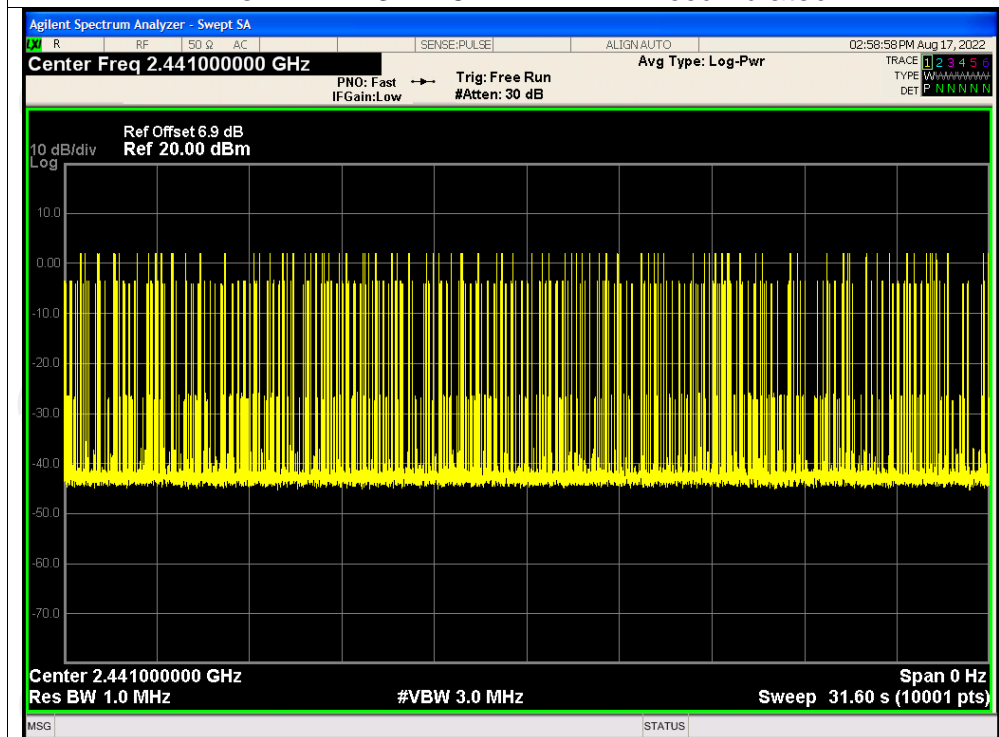 Agilent Spectrum Analyzer - Swept SA
LXI R RF 50 Ω AC SENSE:PULSE ALIGN AUTO 02:58:58 PM Aug 17, 2022
Center Freq 2.441000000 GHz
PNO: Fast
IFGain:Low
Trig: Free Run
#Atten: 30 dB
Avg Type: Log-Pwr
TRACE 1 2 3 4 5 6
TYPE W
DET P N N N N N
Ref Offset 6.9 dB
10 dB/div Ref 20.00 dBm
Log
10.0
0.00
-10.0
-20.0
-30.0
-40.0
-50.0
-60.0
-70.0
Center 2.441000000 GHz Span 0 Hz
Res BW 1.0 MHz #VBW 3.0 MHz Sweep 31.60 s (10001 pts)
MSG STATUS